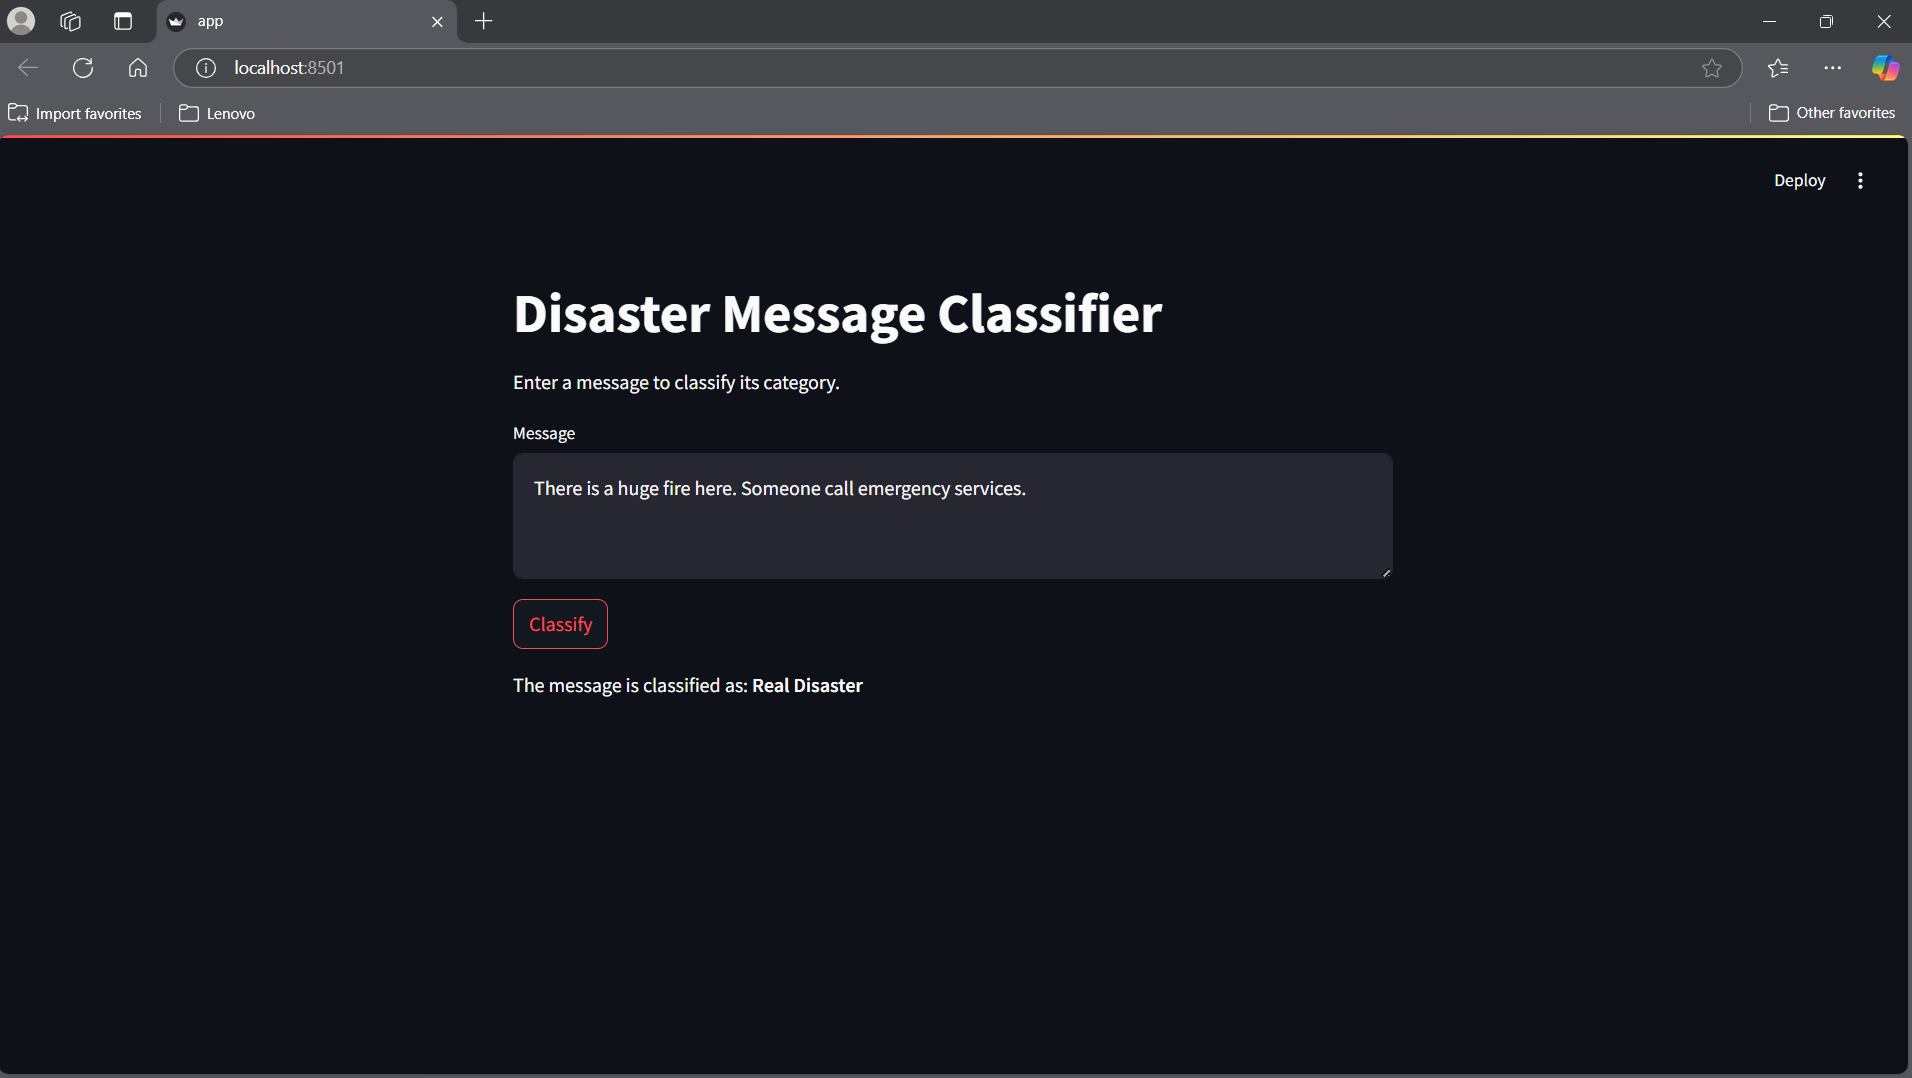 app
localhost:8501
Import favorites
Lenovo
Other favorites
Deploy
Disaster Message Classifier
Enter a message to classify its category.
Message
There is a huge fire here. Someone call emergency services.
Classify
The message is classified as: Real Disaster